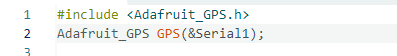 1 #include <Adafruit_GPS.h>
2 Adafruit_GPS GPS(&Serial1);